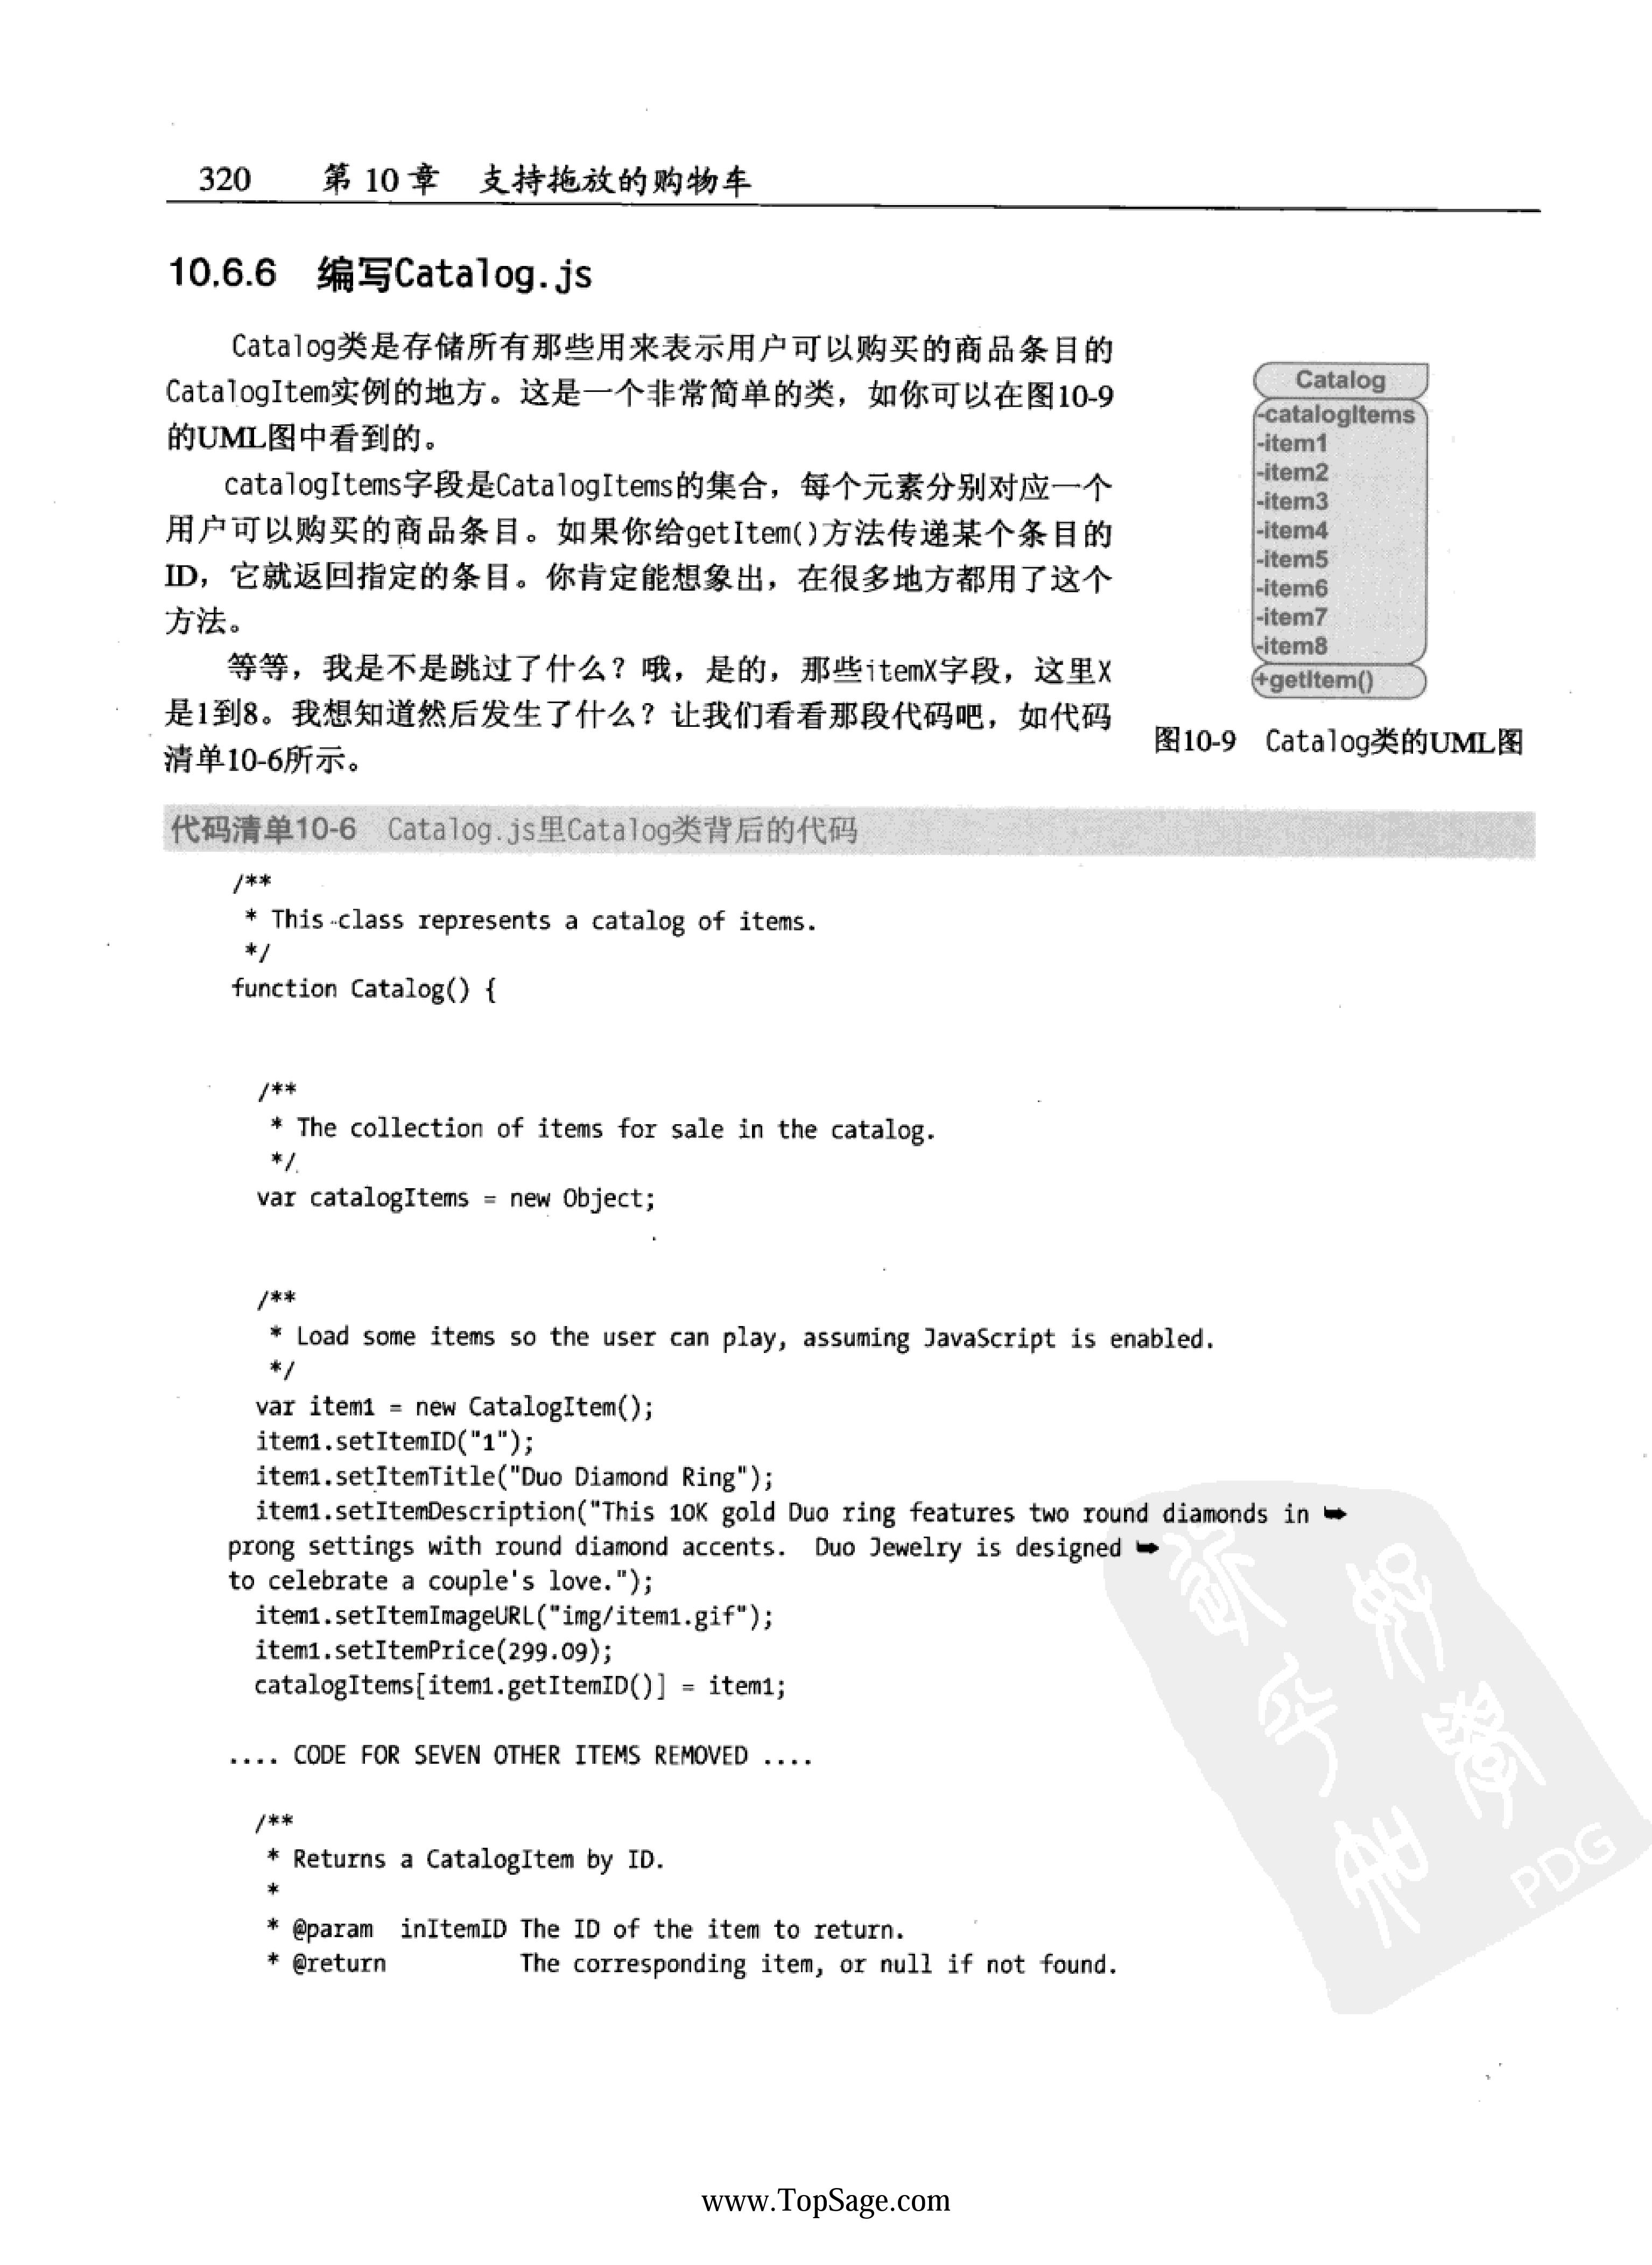 320 第 10 章 支持拖放的购物车
10.6.6 编写Catalog.js
Catalog类是存储所有那些用来表示用户可以购买的商品条目的
CatalogItem实例的地方。这是一个非常简单的类，如你可以在图10-9
的UML图中看到的。
catalogItems字段是CatalogItems的集合，每个元素分别对应一个
用户可以购买的商品条目。如果你给getItem()方法传递某个条目的
ID，它就返回指定的条目。你肯定能想象出，在很多地方都用了这个
方法。
等等，我是不是跳过了什么？哦，是的，那些itemX字段，这里X
是1到8。我想知道然后发生了什么？让我们看看那段代码吧，如代码
清单10-6所示。
Catalog
-catalogItems
-item1
-item2
-item3
-item4
-item5
-item6
-item7
-item8
+getItem()
图10-9 Catalog类的UML图
代码清单10-6 Catalog.js里Catalog类背后的代码
/**
 * This class represents a catalog of items.
 */
function Catalog() {
  /**
   * The collection of items for sale in the catalog.
   */
  var catalogItems = new Object;
  /**
   * Load some items so the user can play, assuming JavaScript is enabled.
   */
  var item1 = new CatalogItem();
  item1.setItemID("1");
  item1.setItemTitle("Duo Diamond Ring");
  item1.setItemDescription("This 10K gold Duo ring features two round diamonds in ➥
prong settings with round diamond accents.  Duo Jewelry is designed ➥
to celebrate a couple's love.");
  item1.setItemImageURL("img/item1.gif");
  item1.setItemPrice(299.09);
  catalogItems[item1.getItemID()] = item1;
.... CODE FOR SEVEN OTHER ITEMS REMOVED ....
  /**
   * Returns a CatalogItem by ID.
   *
   * @param  inItemID The ID of the item to return.
   * @return          The corresponding item, or null if not found.
PDG
www.TopSage.com